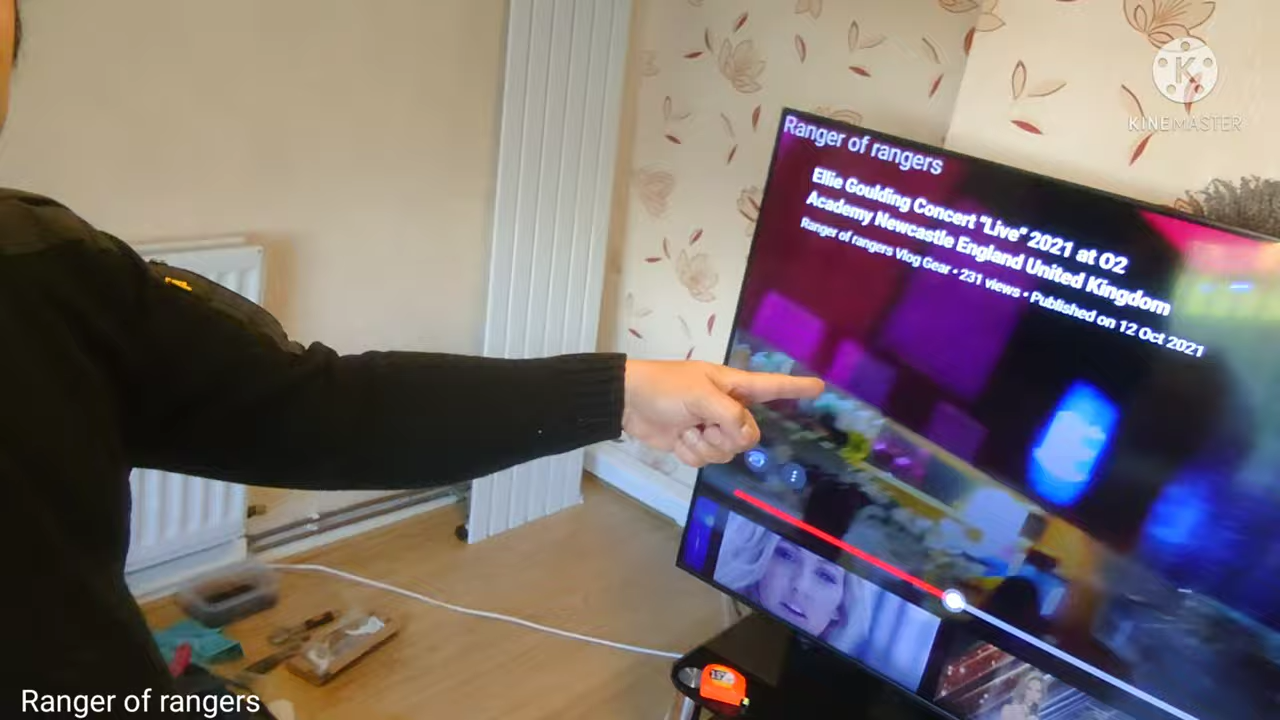 K
KINEMASTER
Ranger of rangers
Ellie Goulding Concert "Live" 2021 at O2
Academy Newcastle England United Kingdom
Ranger of rangers Vlog Gear • 231 views • Published on 12 Oct 2021
Ranger of rangers